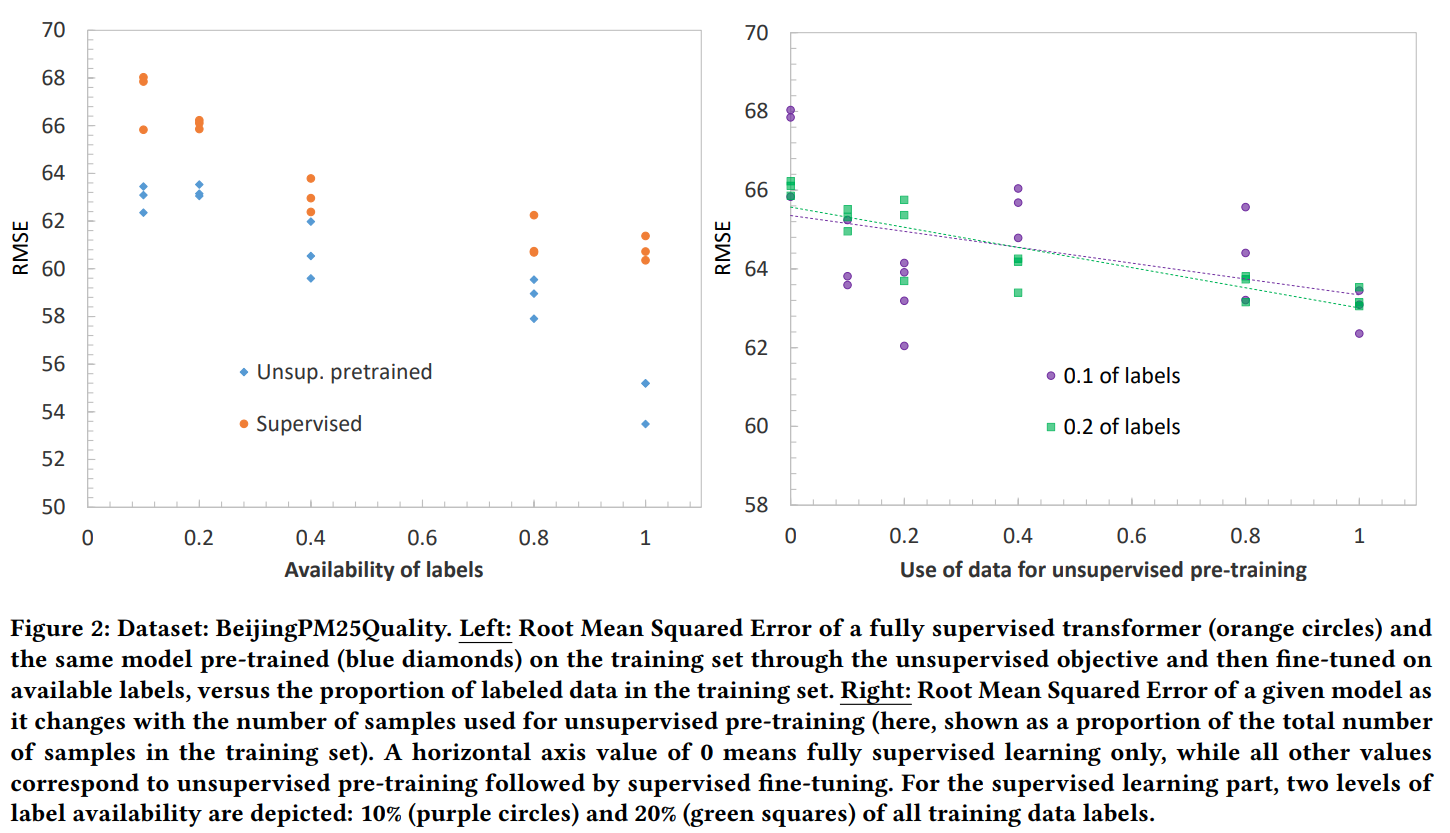 70
68
66
64
62
60
58
56
54
52
50
RMSE
0
0.2
0.4
0.6
0.8
1
Availability of labels
Unsup. pretrained
Supervised
70
68
66
64
62
60
58
RMSE
0
0.2
0.4
0.6
0.8
1
Use of data for unsupervised pre-training
0.1 of labels
0.2 of labels
Figure 2: Dataset: BeijingPM25Quality. Left: Root Mean Squared Error of a fully supervised transformer (orange circles) and
the same model pre-trained (blue diamonds) on the training set through the unsupervised objective and then fine-tuned on
available labels, versus the proportion of labeled data in the training set. Right: Root Mean Squared Error of a given model as
it changes with the number of samples used for unsupervised pre-training (here, shown as a proportion of the total number
of samples in the training set). A horizontal axis value of 0 means fully supervised learning only, while all other values
correspond to unsupervised pre-training followed by supervised fine-tuning. For the supervised learning part, two levels of
label availability are depicted: 10% (purple circles) and 20% (green squares) of all training data labels.